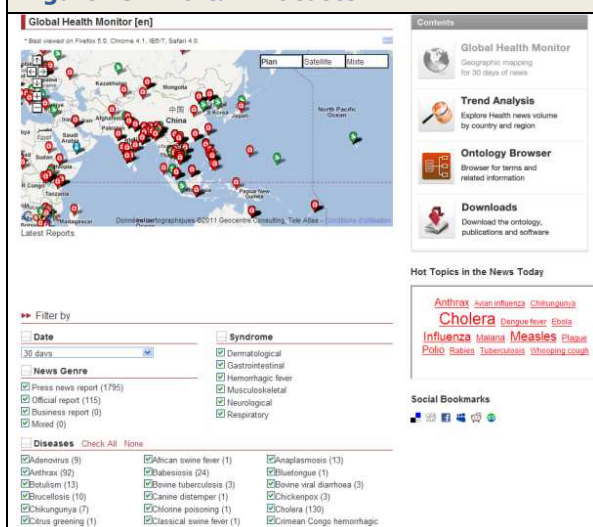 Global Health Monitor [en]
* Best viewed on Firefox 5.0, Chrome 4.1, IE6/7, Safari 4.0.
Plan Satellite Mixte
Kazakhstan
Mongolia
中国
China
S Korea
Japan
North Pacific
Ocean
Afghanistan
Saudi
Arabia
Sudan
R Congo
Tanzania
Papua New
Guinea
Madagascar
Données cartographiques ©2011 Geocentre Consulting, Tele Atlas - Conditions d'utilisation
Latest Reports
Filter by
Date
30 days
News Genre
Press news report (1795)
Official report (115)
Business report (0)
Mixed (0)
Syndrome
Dermatological
Gastrointestinal
Hemorrhagic fever
Musculoskeletal
Neurological
Respiratory
Diseases Check All None
Adenovirus (9) African swine fever (1) Anaplasmosis (13)
Anthrax (92) Babesiosis (24) Bluetongue (1)
Botulism (13) Bovine tuberculosis (3) Bovine viral diarrhoea (3)
Brucellosis (10) Canine distemper (1) Chickenpox (3)
Chikungunya (7) Chlorine poisoning (1) Cholera (130)
Citrus greening (1) Classical swine fever (1) Crimean Congo hemorrhagic
Contents
Global Health Monitor
Geographic mapping
for 30 days of news
Trend Analysis
Explore Health news volume
by country and region
Ontology Browser
Browser for terms and
related information
Downloads
Download the ontology,
publications and software
Hot Topics in the News Today
Anthrax Avian influenza Chikungunya
Cholera Dengue fever Ebola
Influenza Malaria Measles Plague
Polio Rabies Tuberculosis Whooping cough
Social Bookmarks